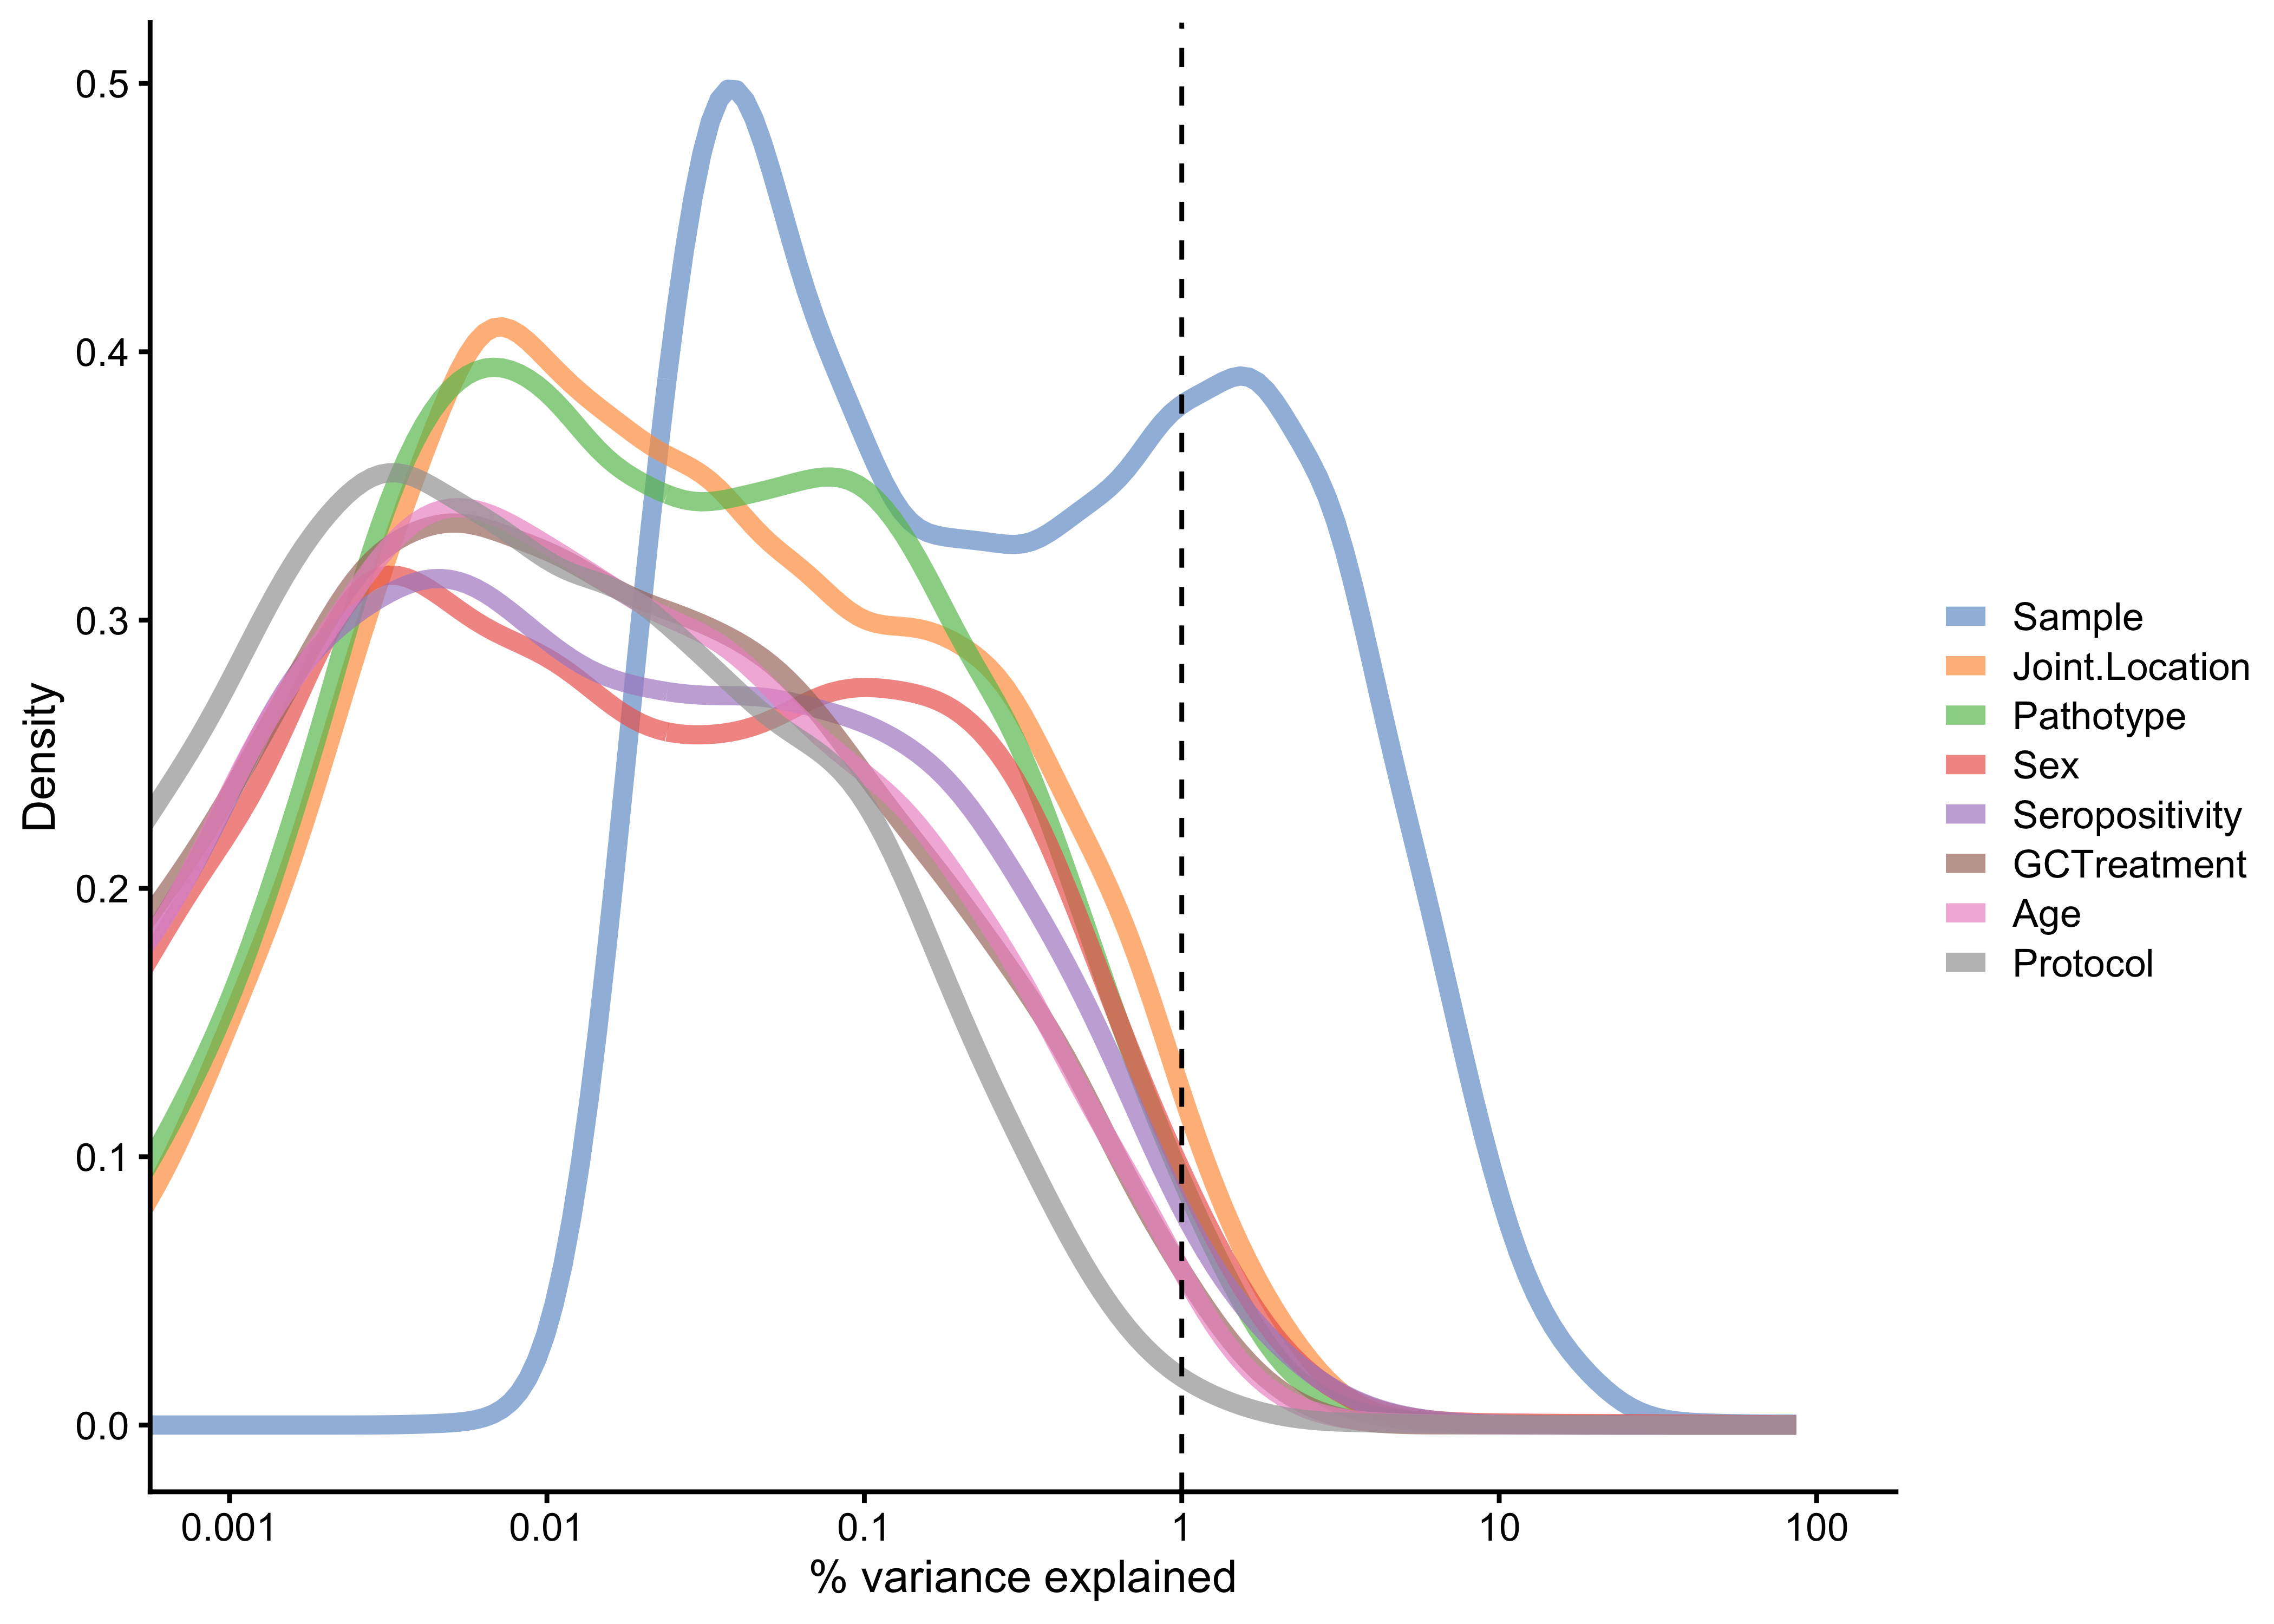 0.5
0.4
0.3
0.2
0.1
0.0
Density
0.001
0.01
0.1
1
10
100
% variance explained
Sample
Joint.Location
Pathotype
Sex
Seropositivity
GCTreatment
Age
Protocol